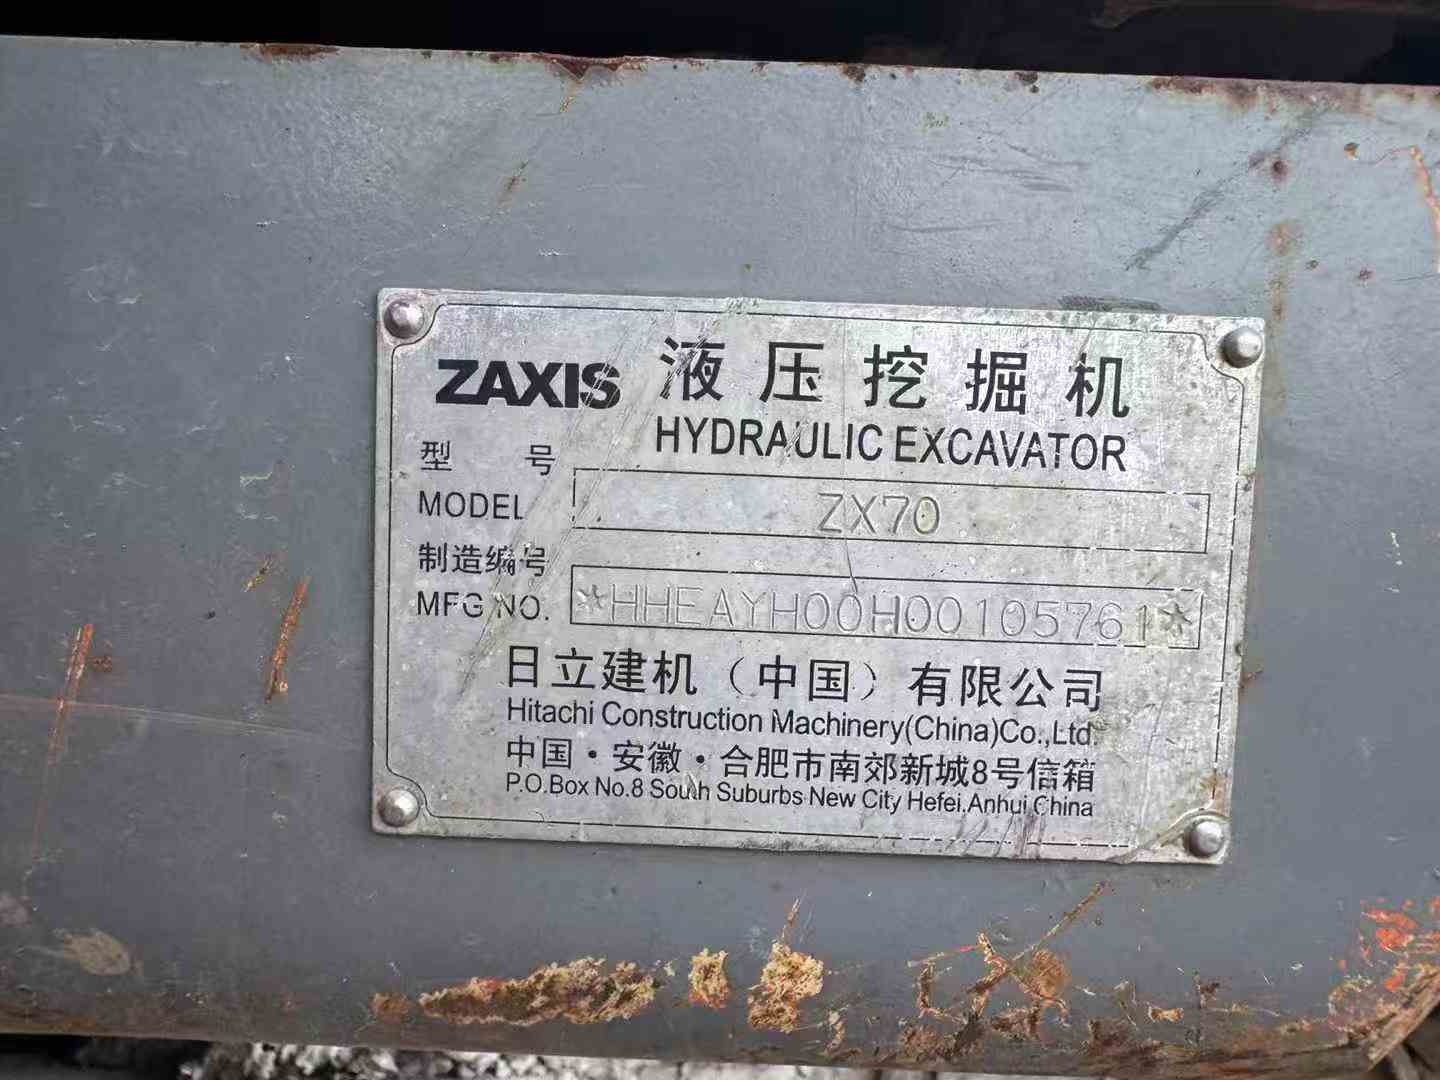 ZAXIS 液压挖掘机
HYDRAULIC EXCAVATOR
型号
MODEL ZX70
制造编号
MFG NO. *HHEAYH00H00105761*
日立建机（中国）有限公司
Hitachi Construction Machinery(China)Co.,Ltd.
中国·安徽·合肥市南郊新城8号信箱
P.O.Box No.8 South Suburbs New City Hefei.Anhui China